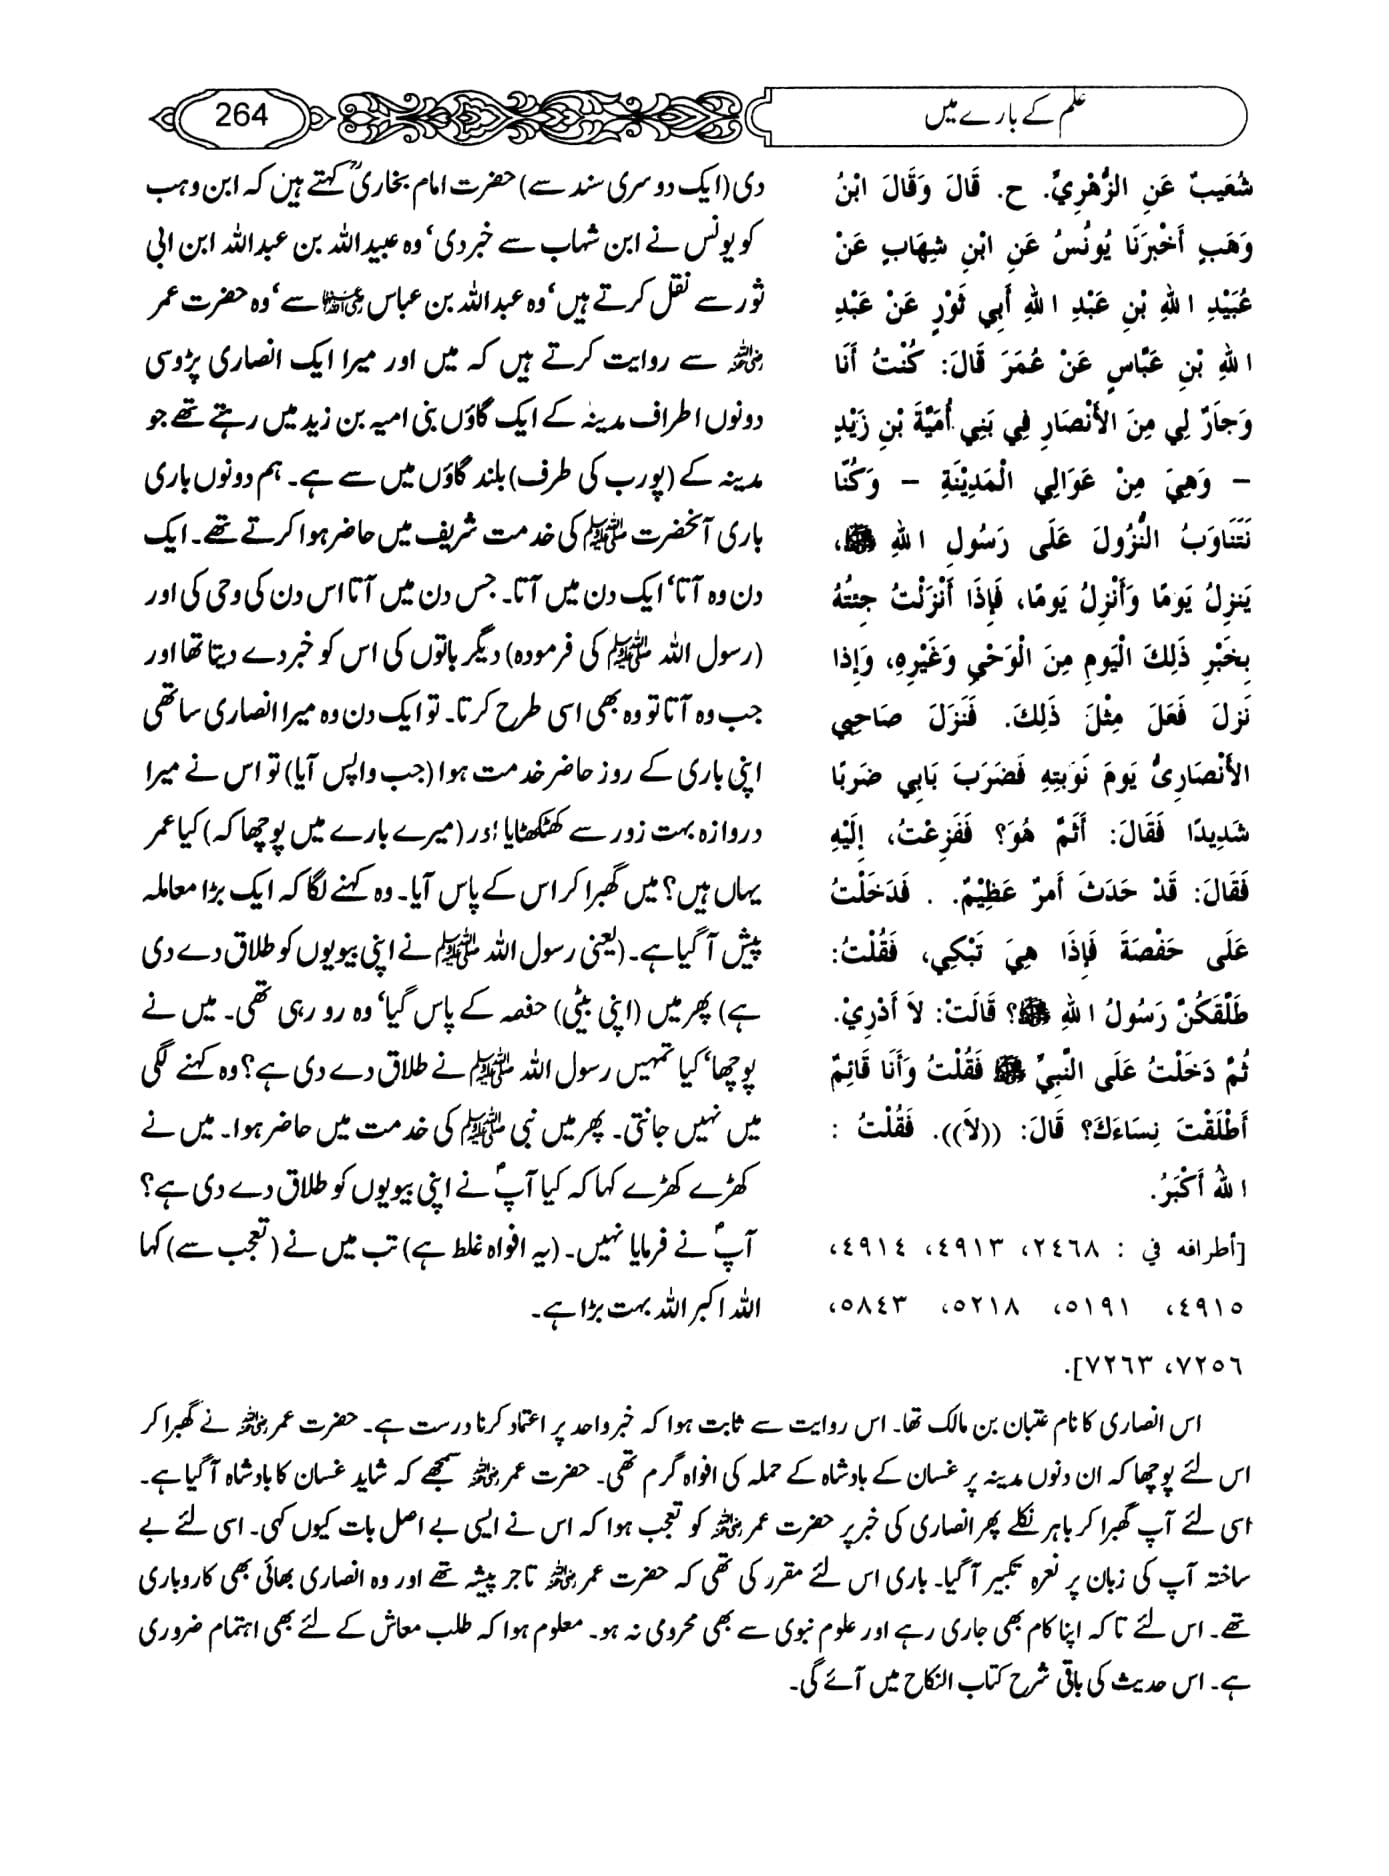 علم کے بارے میں
264
شُعَيبٌ عَنِ الزُّهْرِيِّ. ح. قَالَ وَقَالَ ابْنُ
وَهَبٍ أَخْبَرَنَا يُونُسُ عَنِ ابْنِ شِهَابٍ عَنْ
عُبَيْدِ اللهِ بْنِ عَبْدِ اللهِ أَبِي ثَوْرٍ عَنْ عَبْدِ
اللهِ بْنِ عَبَّاسٍ عَنْ عُمَرَ قَالَ: كُنْتُ أَنَا
وَجَارٌ لِي مِنَ الأَنْصَارِ فِي بَنِي أُمَيَّةَ بْنِ زَيْدٍ
– وَهِيَ مِنْ عَوَالِي الْمَدِيْنَةِ – وَكُنَّا
نَتَنَاوَبُ النُّزُولَ عَلَى رَسُولِ اللهِ ﷺ،
يَنزِلُ يَومًا وَأَنْزِلُ يَومًا، فَإِذَا أَنْزَلْتُ جِئتُهُ
بِخَبْرِ ذَلِكَ الْيَومِ مِنَ الْوَحْيِ وَغَيْرِهِ، وَإِذا
نَزلَ فَعَلَ مِثْلَ ذَلِكَ. فَنَزَلَ صَاحِبِي
الأَنْصَارِيُّ يَومَ نَوبَتِهِ فَضَرَبَ بَابِي ضَربًا
شَدِيدًا فَقَالَ: أَثَمَّ هُوَ؟ فَفَزِعْتُ، إِلَيْهِ
فَقَالَ: قَدْ حَدَثَ أَمرٌ عَظِيْمٌ. . فَدَخَلْتُ
عَلَى حَفْصَةَ فَإِذَا هِيَ تَبْكِي، فَقُلْتُ:
طَلَّقَكُنَّ رَسُولُ اللهِ ﷺ؟ قَالَتْ: لاَ أَدْرِيْ.
ثُمَّ دَخَلْتُ عَلَى النَّبِيِّ ﷺ فَقُلْتُ وَأَنَا قَائِمٌ
أَطْلَقْتَ نِسَاءَكَ؟ قَالَ: ((لاَ)). فَقُلْتُ :
اللهُ أَكْبَرُ.
[أطرافه في : ٢٤٦٨، ٤٩١٣، ٤٩١٤،
٤٩١٥، ٥١٩١، ٥٢١٨، ٥٨٤٣،
٧٢٥٦، ٧٢٦٣].
دی (ایک دوسری سند سے) حضرت امام بخاریؒ کہتے ہیں کہ ابن وہب
کو یونس نے ابن شہاب سے خبر دی‘ وہ عبیداللہ بن عبداللہ ابن ابی
ثور سے نقل کرتے ہیں‘ وہ عبداللہ بن عباس رضی اللہ عنہما سے‘ وہ حضرت عمر
رضی اللہ عنہ سے روایت کرتے ہیں کہ میں اور میرا ایک انصاری پڑوسی
دونوں اطراف مدینہ کے ایک گاؤں بنی امیہ بن زید میں رہتے تھے جو
مدینہ کے (پورب کی طرف) بلند گاؤں میں سے ہے۔ ہم دونوں باری
باری آنحضرت ﷺ کی خدمت شریف میں حاضر ہوا کرتے تھے۔ ایک
دن وہ آتا‘ ایک دن میں آتا۔ جس دن میں آتا اس دن کی وحی کی اور
(رسول اللہ ﷺ کی فرمودہ) دیگر باتوں کی اس کو خبر دے دیتا تھا اور
جب وہ آتا تو وہ بھی اسی طرح کرتا۔ تو ایک دن وہ میرا انصاری ساتھی
اپنی باری کے روز حاضر خدمت ہوا (جب واپس آیا) تو اس نے میرا
دروازہ بہت زور سے کھٹکھٹایا اور (میرے بارے میں پوچھا کہ) کیا عمر
یہاں ہیں؟ میں گھبرا کر اس کے پاس آیا۔ وہ کہنے لگا کہ ایک بڑا معاملہ
پیش آ گیا ہے۔ (یعنی رسول اللہ ﷺ نے اپنی بیویوں کو طلاق دے دی
ہے) پھر میں (اپنی بیٹی) حفصہ کے پاس گیا‘ وہ رو رہی تھی۔ میں نے
پوچھا‘ کیا تمہیں رسول اللہ ﷺ نے طلاق دے دی ہے؟ وہ کہنے لگی
میں نہیں جانتی۔ پھر میں نبی ﷺ کی خدمت میں حاضر ہوا۔ میں نے
کھڑے کھڑے کہا کہ کیا آپؐ نے اپنی بیویوں کو طلاق دے دی ہے؟
آپؐ نے فرمایا نہیں۔ (یہ افواہ غلط ہے) تب میں نے (تعجب سے) کہا
اللہ اکبر اللہ بہت بڑا ہے۔
اس انصاری کا نام عتبان بن مالک تھا۔ اس روایت سے ثابت ہوا کہ خبر واحد پر اعتماد کرنا درست ہے۔ حضرت عمر رضی اللہ عنہ نے گھبرا کر
اس لئے پوچھا کہ ان دنوں مدینہ پر غسان کے بادشاہ کے حملہ کی افواہ گرم تھی۔ حضرت عمر رضی اللہ عنہ سمجھے کہ شاید غسان کا بادشاہ آ گیا ہے۔
اسی لئے آپ گھبرا کر باہر نکلے پھر انصاری کی خبر پر حضرت عمر رضی اللہ عنہ کو تعجب ہوا کہ اس نے ایسی بے اصل بات کیوں کہی۔ اسی لئے بے
ساختہ آپ کی زبان پر نعرہ تکبیر آ گیا۔ باری اس لئے مقرر کی تھی کہ حضرت عمر رضی اللہ عنہ تاجر پیشہ تھے اور وہ انصاری بھائی بھی کاروباری
تھے۔ اس لئے تاکہ اپنا کام بھی جاری رہے اور علوم نبوی سے بھی محرومی نہ ہو۔ معلوم ہوا کہ طلب معاش کے لئے بھی اہتمام ضروری
ہے۔ اس حدیث کی باقی شرح کتاب النکاح میں آئے گی۔